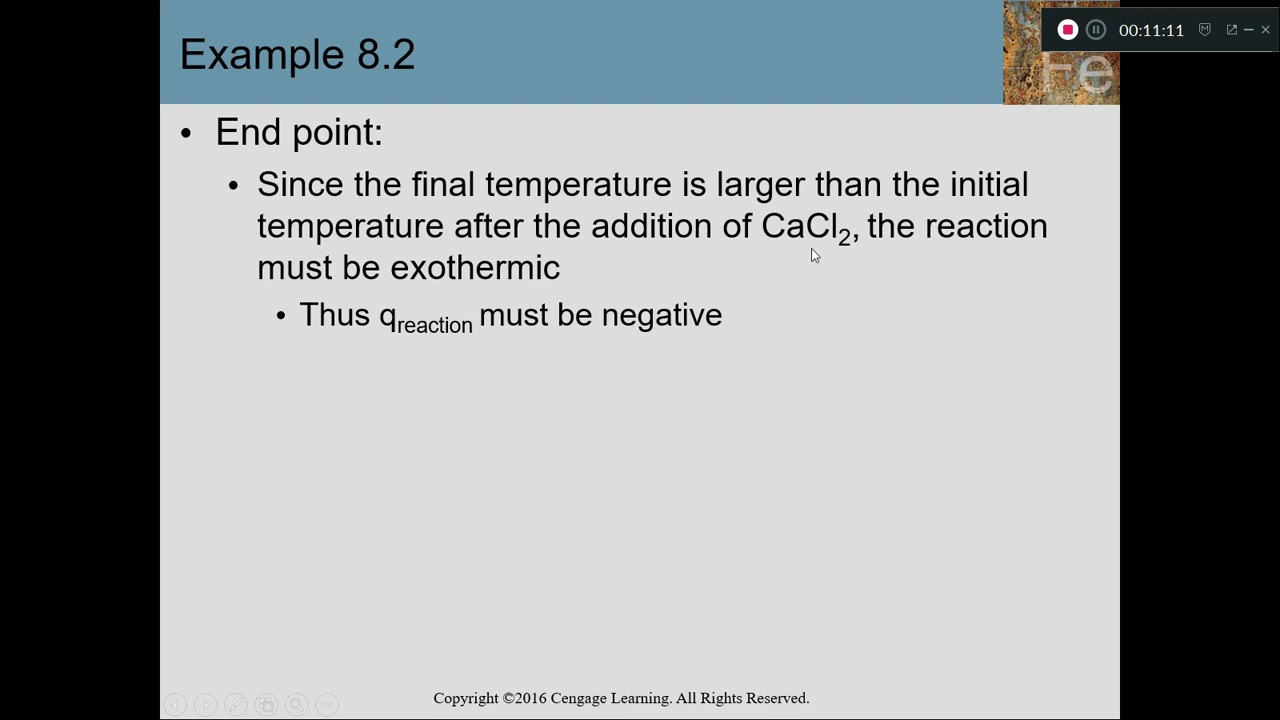 Example 8.2
00:11:11
Fe
• End point:
• Since the final temperature is larger than the initial
temperature after the addition of CaCl₂, the reaction
must be exothermic
• Thus qreaction must be negative
Copyright ©2016 Cengage Learning. All Rights Reserved.